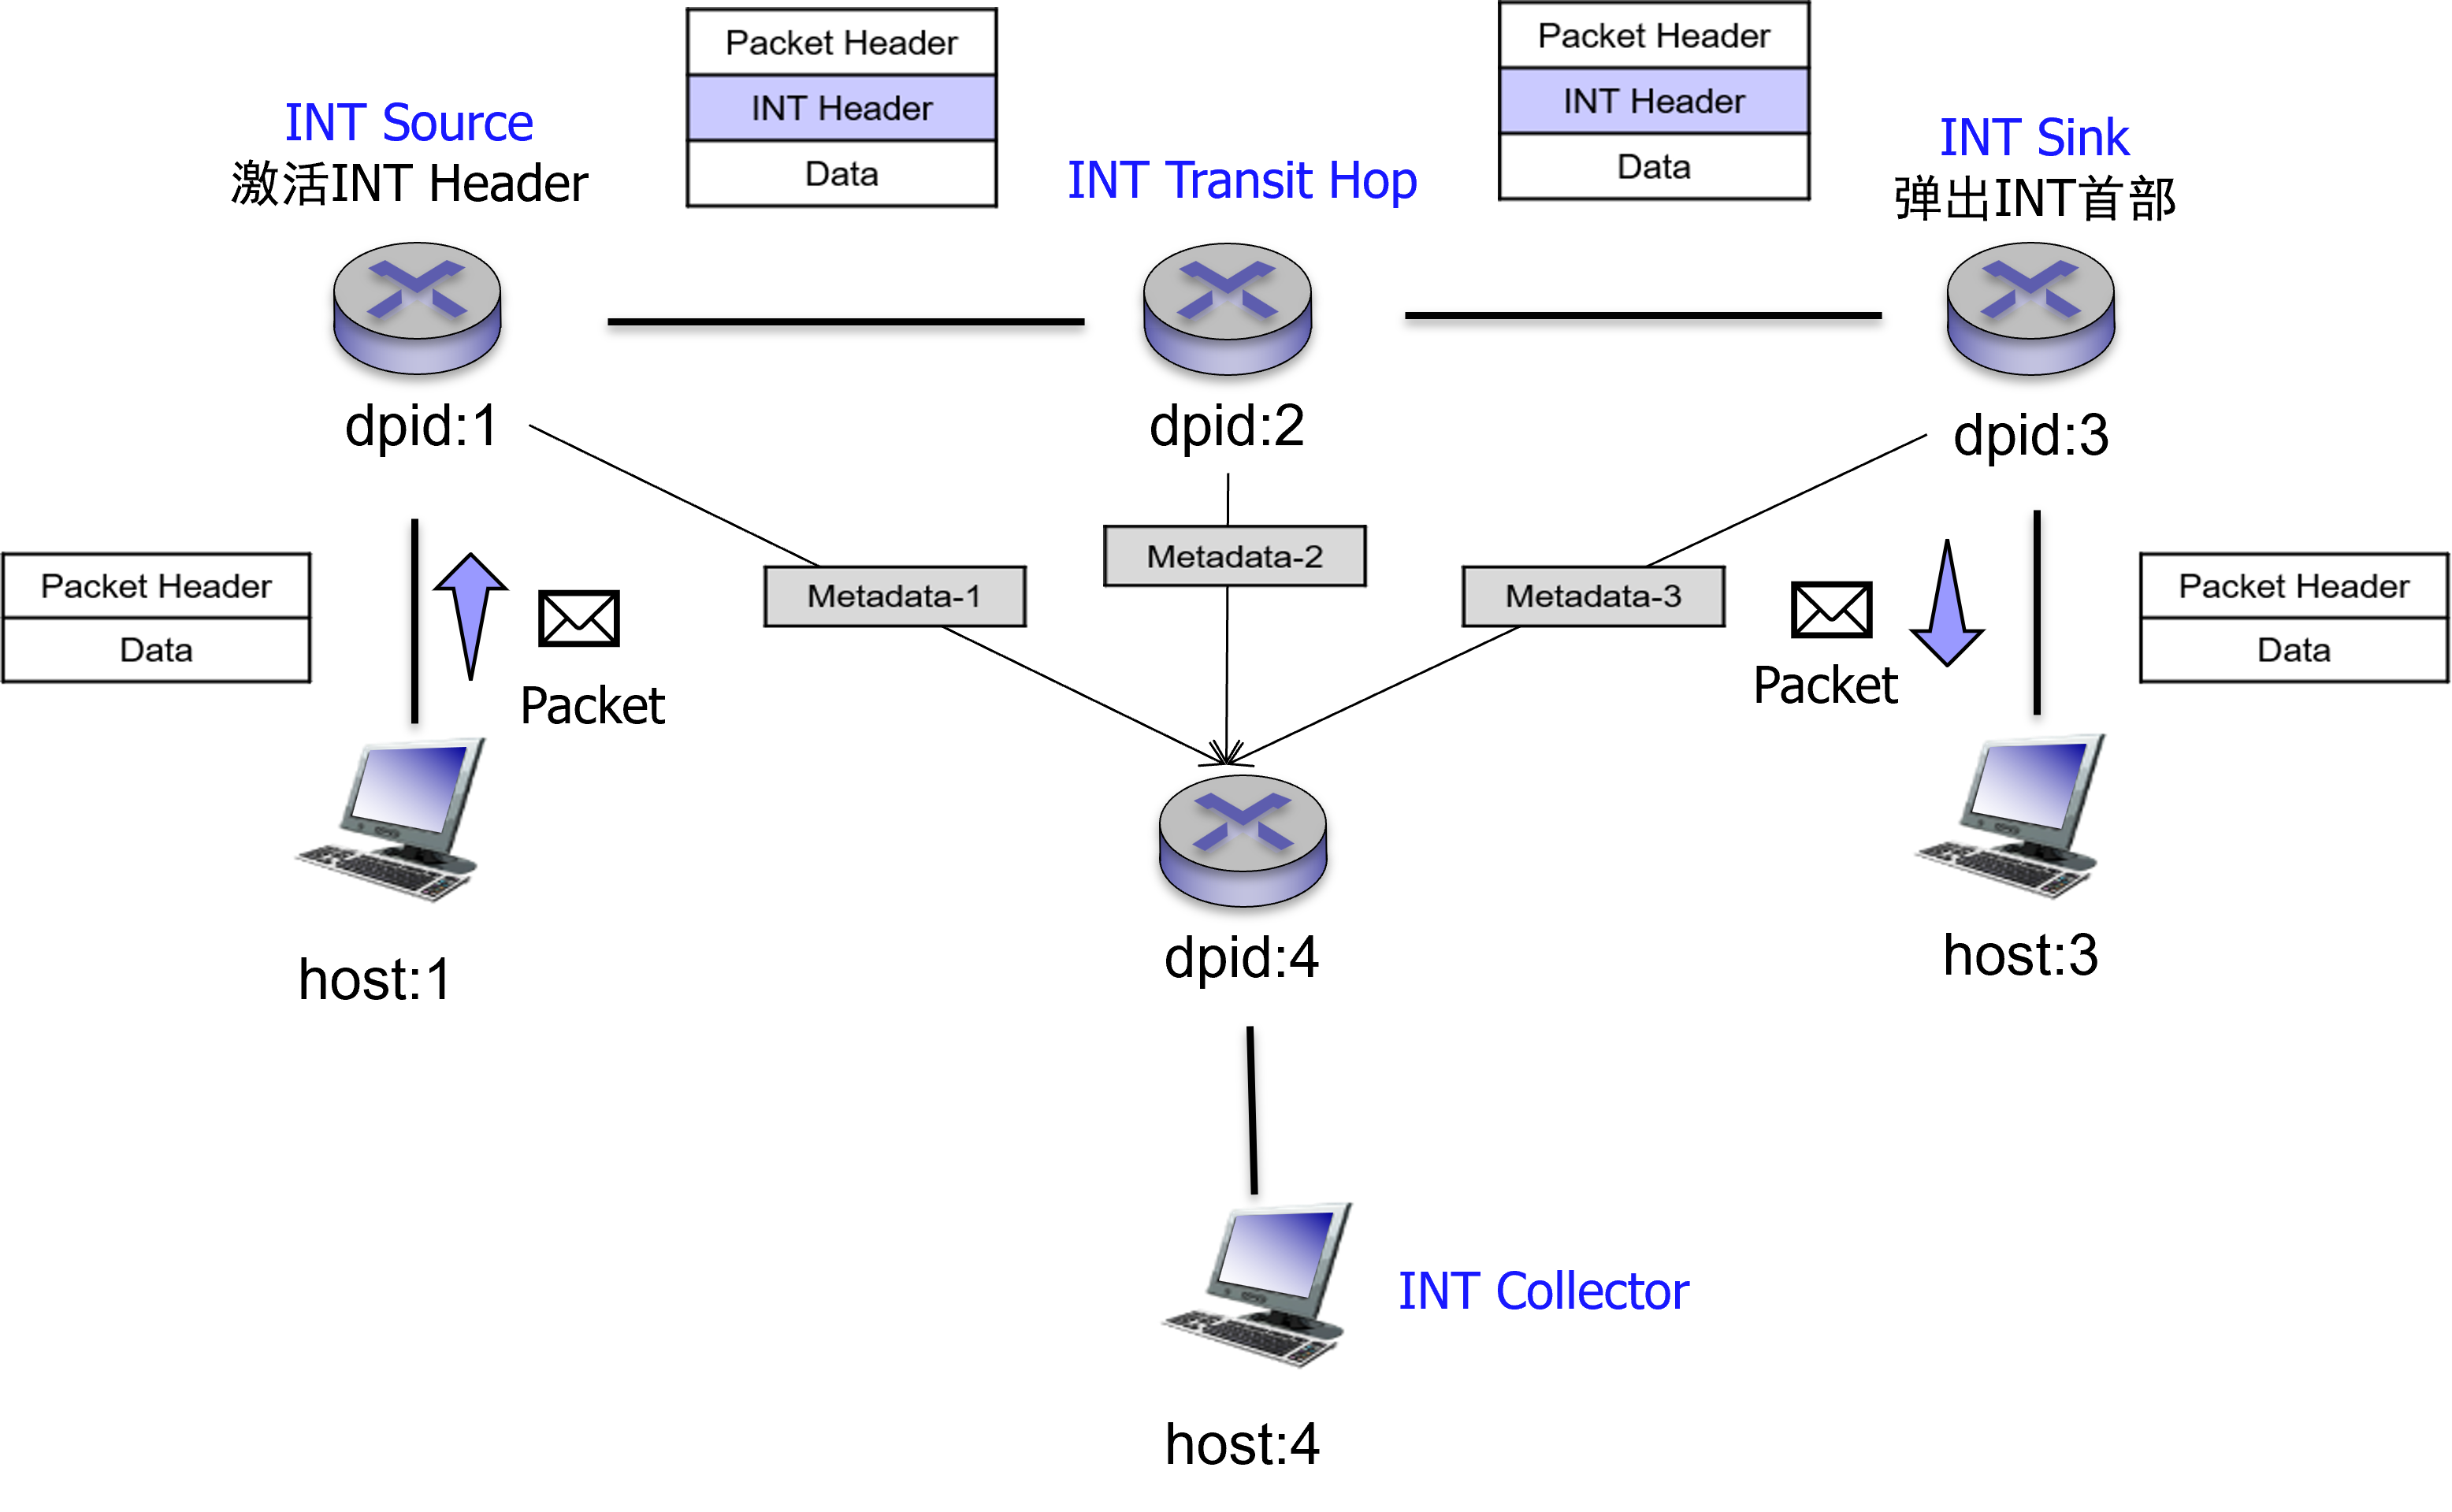 Packet Header
INT Header
Data
Packet Header
INT Header
Data
INT Source
激活INT Header
INT Transit Hop
INT Sink
弹出INT首部
dpid:1
dpid:2
dpid:3
Packet Header
Data
Packet
Metadata-1
Metadata-2
Metadata-3
Packet
Packet Header
Data
host:1
dpid:4
host:3
INT Collector
host:4